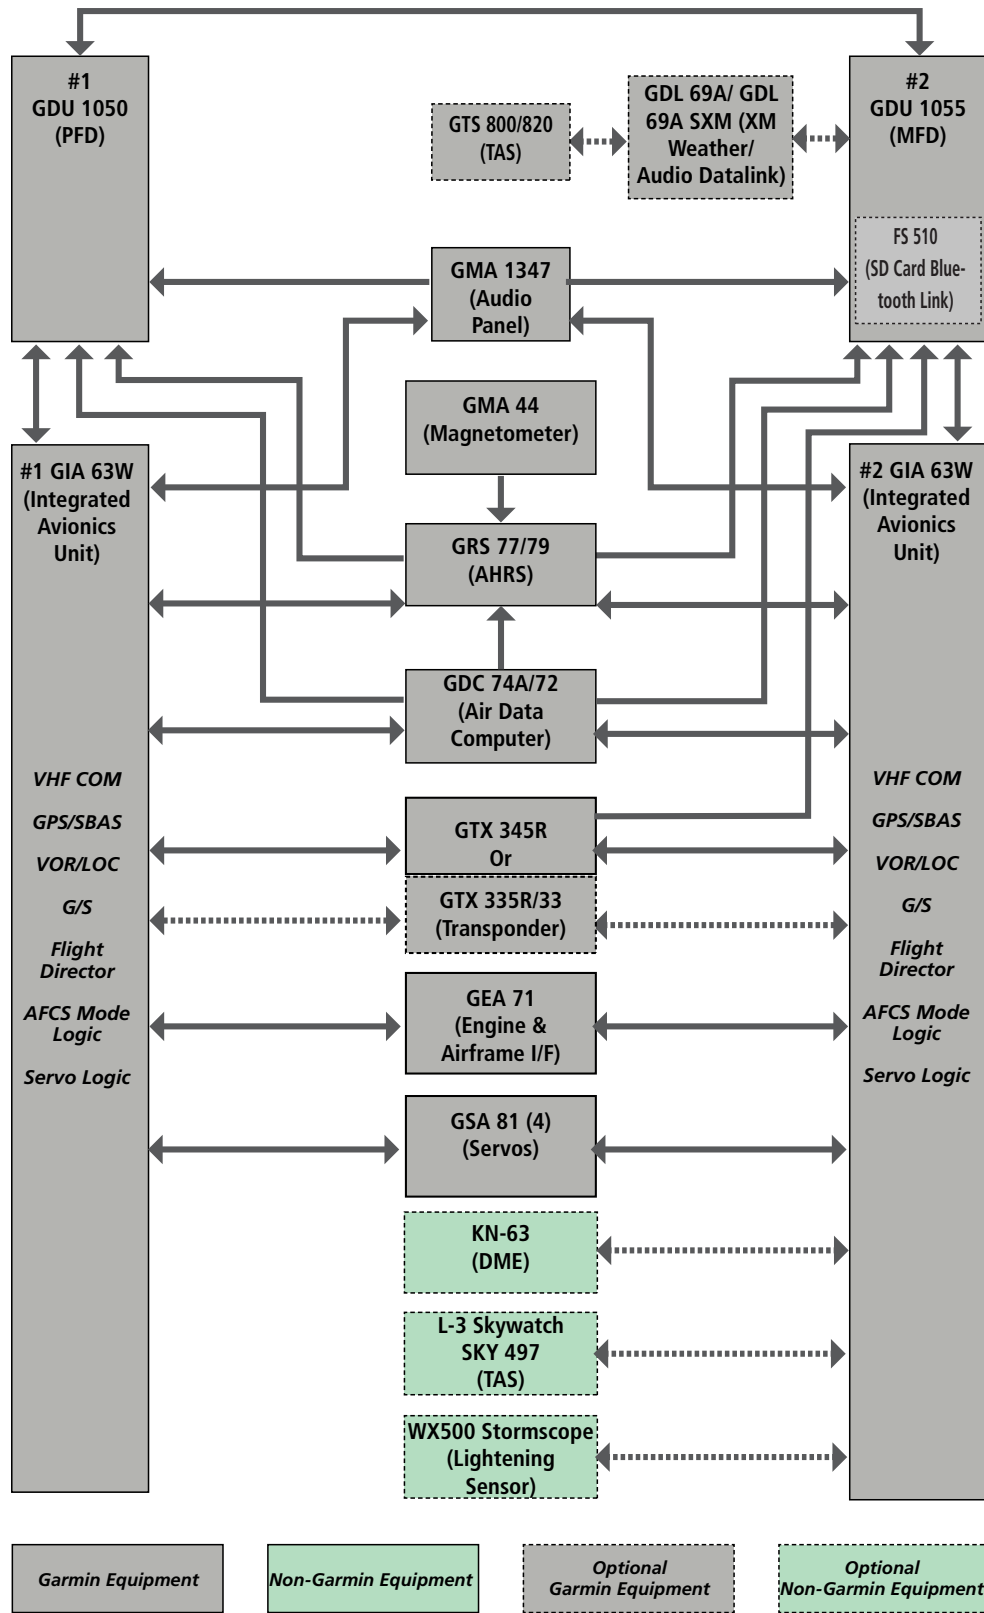 #1
GDU 1050
(PFD)
#2
GDU 1055
(MFD)
GTS 800/820
(TAS)
GDL 69A/ GDL
69A SXM (XM
Weather/
Audio Datalink)
FS 510
(SD Card Blue-
tooth Link)
GMA 1347
(Audio
Panel)
GMA 44
(Magnetometer)
#1 GIA 63W
(Integrated
Avionics
Unit)
#2 GIA 63W
(Integrated
Avionics
Unit)
GRS 77/79
(AHRS)
GDC 74A/72
(Air Data
Computer)
VHF COM
GPS/SBAS
VOR/LOC
G/S
Flight
Director
AFCS Mode
Logic
Servo Logic
VHF COM
GPS/SBAS
VOR/LOC
G/S
Flight
Director
AFCS Mode
Logic
Servo Logic
GTX 345R
Or
GTX 335R/33
(Transponder)
GEA 71
(Engine &
Airframe I/F)
GSA 81 (4)
(Servos)
KN-63
(DME)
L-3 Skywatch
SKY 497
(TAS)
WX500 Stormscope
(Lightening
Sensor)
Garmin Equipment
Non-Garmin Equipment
Optional
Garmin Equipment
Optional
Non-Garmin Equipment